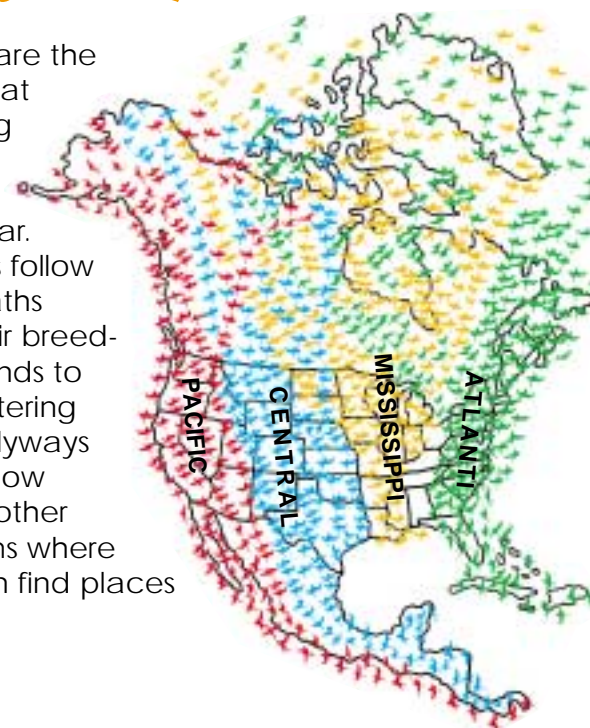 are the
at
g
ar.
s follow
aths
ir breed-
nds to
tering
lyways
ow
other
ns where
n find places
PACIFIC
CENTRAL
MISSISSIPPI
ATLANTI